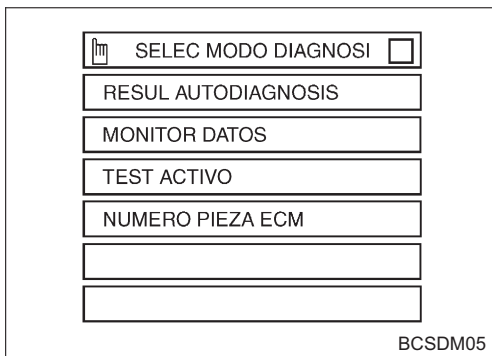 SELEC MODO DIAGNOSI
RESUL AUTODIAGNOSIS
MONITOR DATOS
TEST ACTIVO
NUMERO PIEZA ECM
BCSDM05